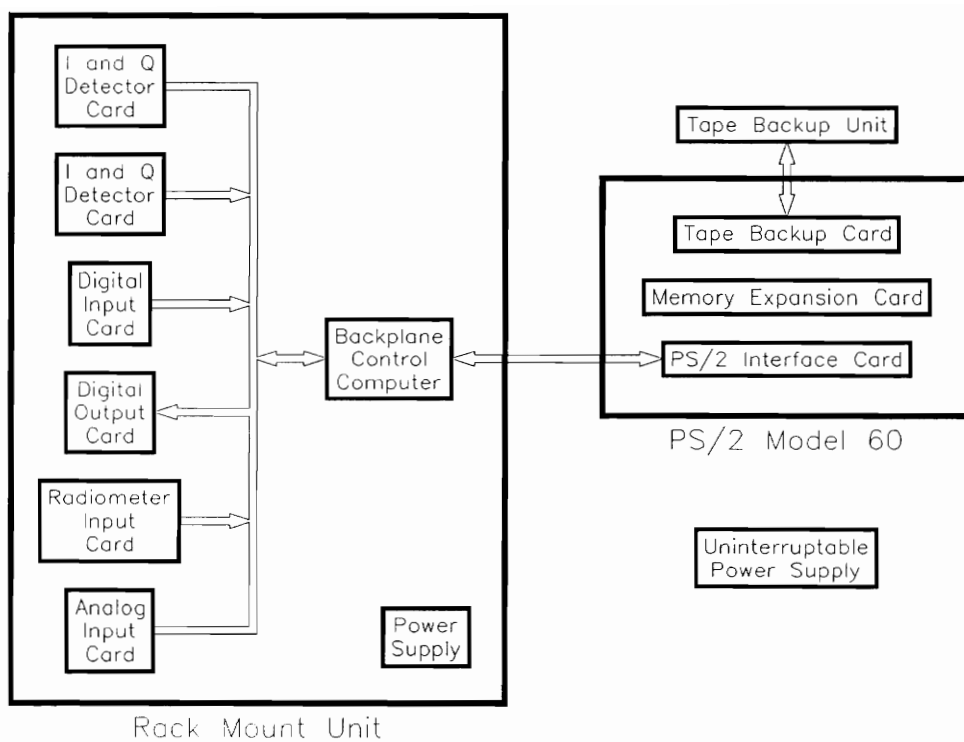 I and Q
Detector
Card
I and Q
Detector
Card
Digital
Input
Card
Digital
Output
Card
Radiometer
Input
Card
Analog
Input
Card
Backplane
Control
Computer
Power
Supply
Rack Mount Unit
Tape Backup Unit
Tape Backup Card
Memory Expansion Card
PS/2 Interface Card
PS/2 Model 60
Uninterruptable
Power Supply